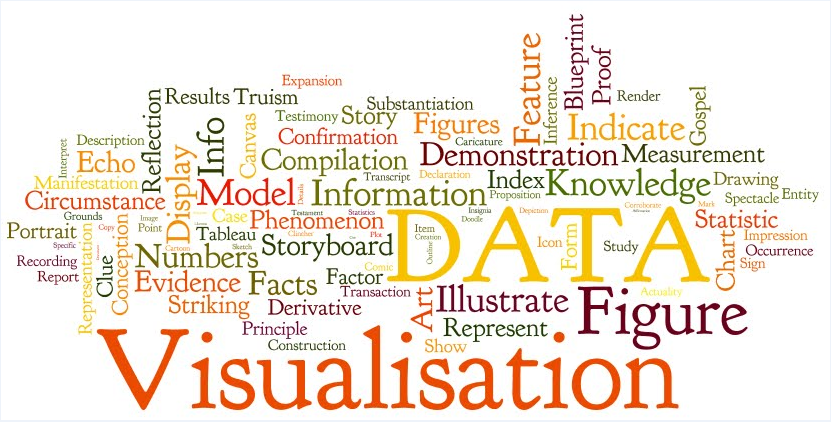 Expansion
Results
Truism
Substantiation
Feature
Blueprint
Proof
Render
Reflection
Info
Testimony
Story
Canvas
Figures
Inference
Indicate
Gospel
Interpret
Description
Confirmation
Caricature
Echo
Display
Compilation
Demonstration
Measurement
Manifestation
Transcript
Declaration
Index
Knowledge
Drawing
Circumstance
Model
Details
Information
Proposition
Spectacle
Entity
Grounds
Image
Case
Phenomenon
Testament
Statistics
DATA
Insignia
Doodle
Depiction
Corroborate
Mark
Statistic
Portrait
Copy
Point
Tableau
Clincher
Plot
Item
Creation
Outline
Icon
Form
Study
Chart
Impression
Specific
Representation
Conception
Cartoon
Sketch
Storyboard
Occurrence
Recording
Clue
Numbers
Comic
Sign
Report
Evidence
Facts
Factor
Transaction
Actuality
Striking
Derivative
Art
Illustrate
Figure
Principle
Represent
Construction
Show
Visualisation